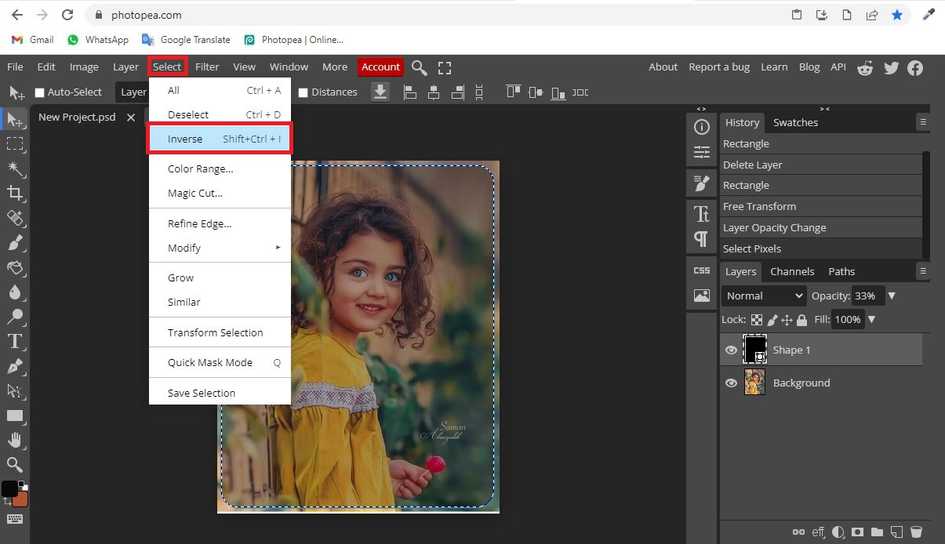 photopea.com
Gmail WhatsApp Google Translate Photopea | Online...
File Edit Image Layer Select Filter View Window More Account About Report a bug Learn Blog API
Auto-Select Layer Distances
New Project.psd
All Ctrl + A
Deselect Ctrl + D
Inverse Shift+Ctrl + I
Color Range...
Magic Cut...
Refine Edge...
Modify
Grow
Similar
Transform Selection
Quick Mask Mode Q
Save Selection
Saman
History Swatches
Rectangle
Delete Layer
Rectangle
Free Transform
Layer Opacity Change
Select Pixels
CSS
Layers Channels Paths
Normal Opacity: 33%
Lock: Fill: 100%
Shape 1
Background
eff